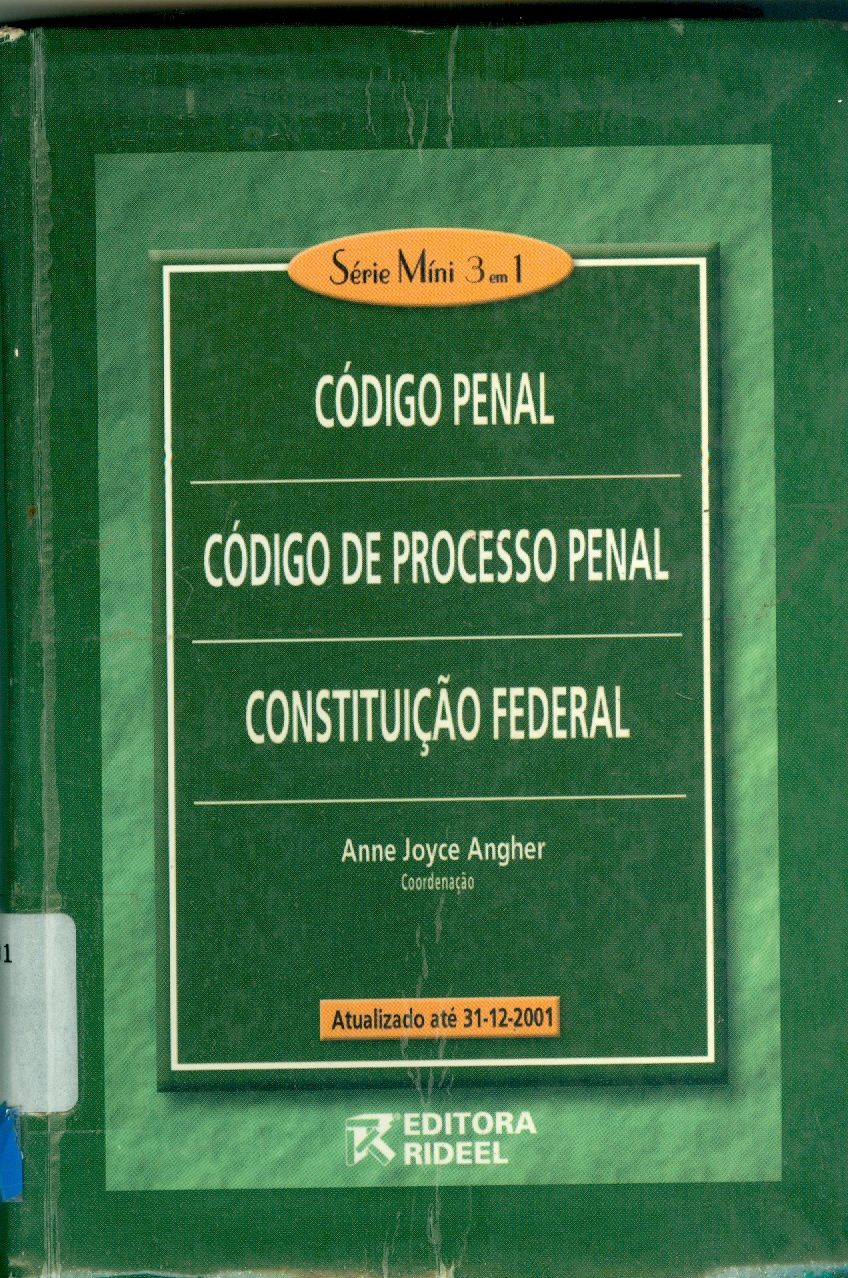 Série Míni 3 em 1
CÓDIGO PENAL
CÓDIGO DE PROCESSO PENAL
CONSTITUIÇÃO FEDERAL
Anne Joyce Angher
Coordenação
Atualizado até 31-12-2001
EDITORA
RIDEEL